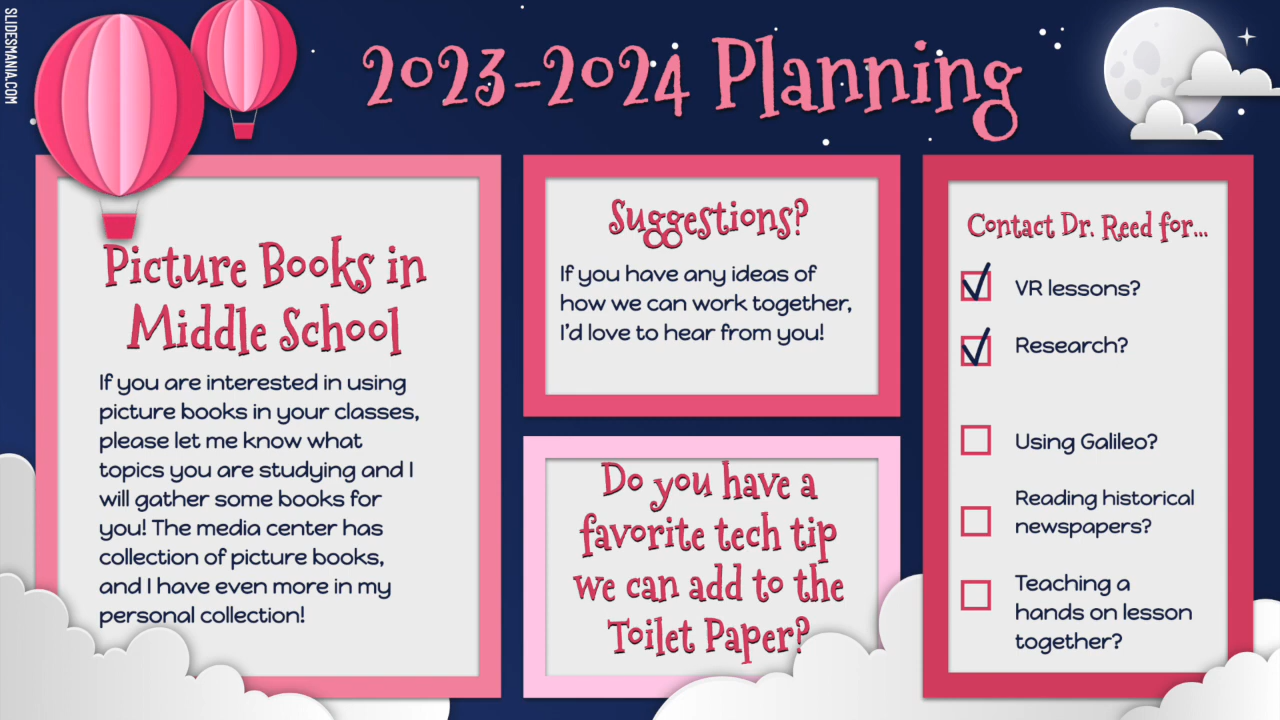 SLIDESMANIA.COM
2023-2024 Planning
Picture Books in
Middle School
If you are interested in using
picture books in your classes,
please let me know what
topics you are studying and I
will gather some books for
you! The media center has
collection of picture books,
and I have even more in my
personal collection!
Suggestions?
If you have any ideas of
how we can work together,
I'd love to hear from you!
Do you have a
favorite tech tip
we can add to the
Toilet Paper?
Contact Dr. Reed for...
VR lessons?
Research?
Using Galileo?
Reading historical
newspapers?
Teaching a
hands on lesson
together?